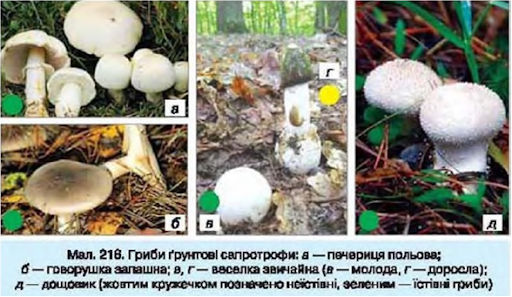 а
б
в
г
д
Мал. 216. Гриби ґрунтові сапротрофи: а — печериця польова;
б — говорушка запашна; в, г — веселка звичайна (в — молода, г — доросла);
д — дощовик (жовтим кружечком позначено неїстівні, зеленим — їстівні гриби)